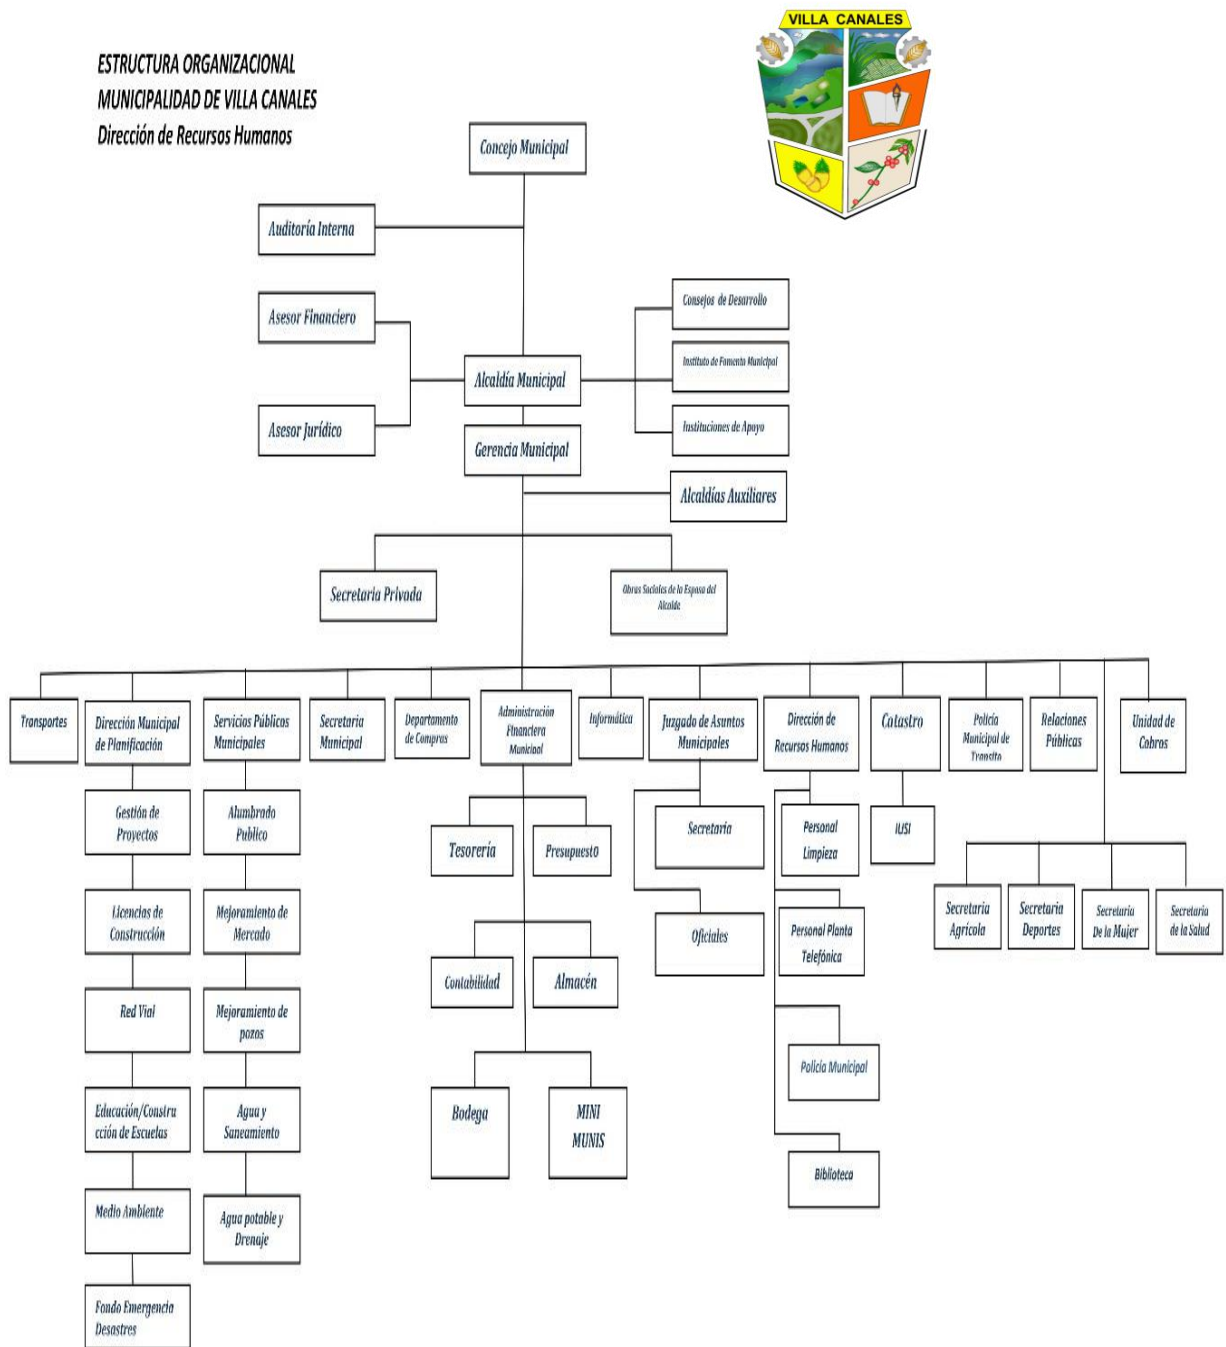 VILLA CANALES
ESTRUCTURA ORGANIZACIONAL
MUNICIPALIDAD DE VILLA CANALES
Dirección de Recursos Humanos
Concejo Municipal
Auditoría Interna
Asesor Financiero
Consejos de Desarrollo
Instituto de Fomento Municipal
Alcaldía Municipal
Asesor Jurídico
Instituciones de Apoyo
Gerencia Municipal
Alcaldías Auxiliares
Secretaria Privada
Obras Sociales de la Esposa del
Alcalde
Transportes
Dirección Municipal
de Planificación
Servicios Públicos
Municipales
Secretaria
Municipal
Departamento
de Compras
Administración
Financiera
Municipal
Informática
Juzgado de Asuntos
Municipales
Dirección de
Recursos Humanos
Catastro
Policía
Municipal de
Transito
Relaciones
Públicas
Unidad de
Cobros
Gestión de
Proyectos
Alumbrado
Publico
Tesorería
Presupuesto
Secretaría
Personal
Limpieza
IUSI
Licencias de
Construcción
Mejoramiento de
Mercado
Oficiales
Personal Planta
Telefónica
Secretaria
Agrícola
Secretaria
Deportes
Secretaria
De la Mujer
Secretaria
de la Salud
Contabilidad
Almacén
Red Vial
Mejoramiento de
pozos
Policía Municipal
Educación/Constru
cción de Escuelas
Agua y
Saneamiento
Bodega
MINI
MUNIS
Biblioteca
Medio Ambiente
Agua potable y
Drenaje
Fondo Emergencia
Desastres